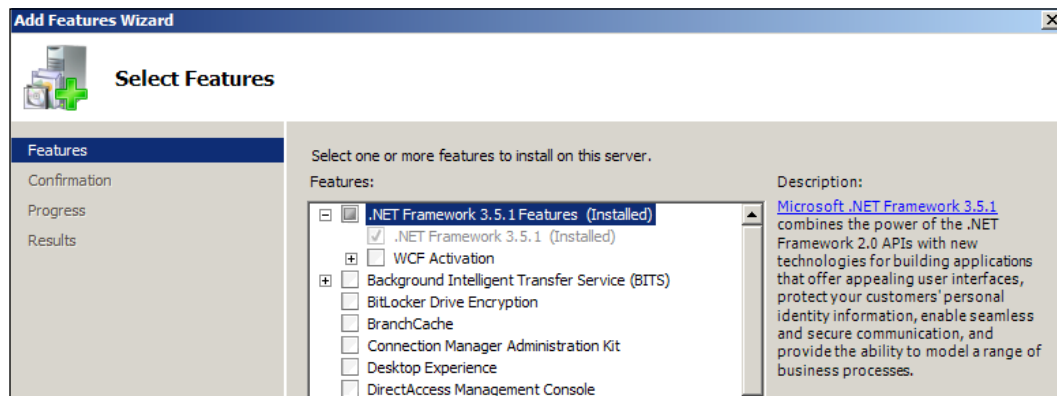 Add Features Wizard
Select Features
Features
Confirmation
Progress
Results
Select one or more features to install on this server.
Features:
.NET Framework 3.5.1 Features (Installed)
.NET Framework 3.5.1 (Installed)
WCF Activation
Background Intelligent Transfer Service (BITS)
BitLocker Drive Encryption
BranchCache
Connection Manager Administration Kit
Desktop Experience
DirectAccess Management Console
Description:
Microsoft .NET Framework 3.5.1
combines the power of the .NET
Framework 2.0 APIs with new
technologies for building applications
that offer appealing user interfaces,
protect your customers' personal
identity information, enable seamless
and secure communication, and
provide the ability to model a range of
business processes.